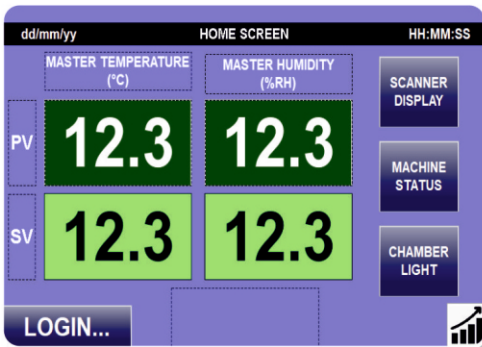 dd/mm/yy HOME SCREEN HH:MM:SS
MASTER TEMPERATURE
(°C)
MASTER HUMIDITY
(%RH)
SCANNER
DISPLAY
PV 12.3 12.3
MACHINE
STATUS
SV 12.3 12.3
CHAMBER
LIGHT
LOGIN...